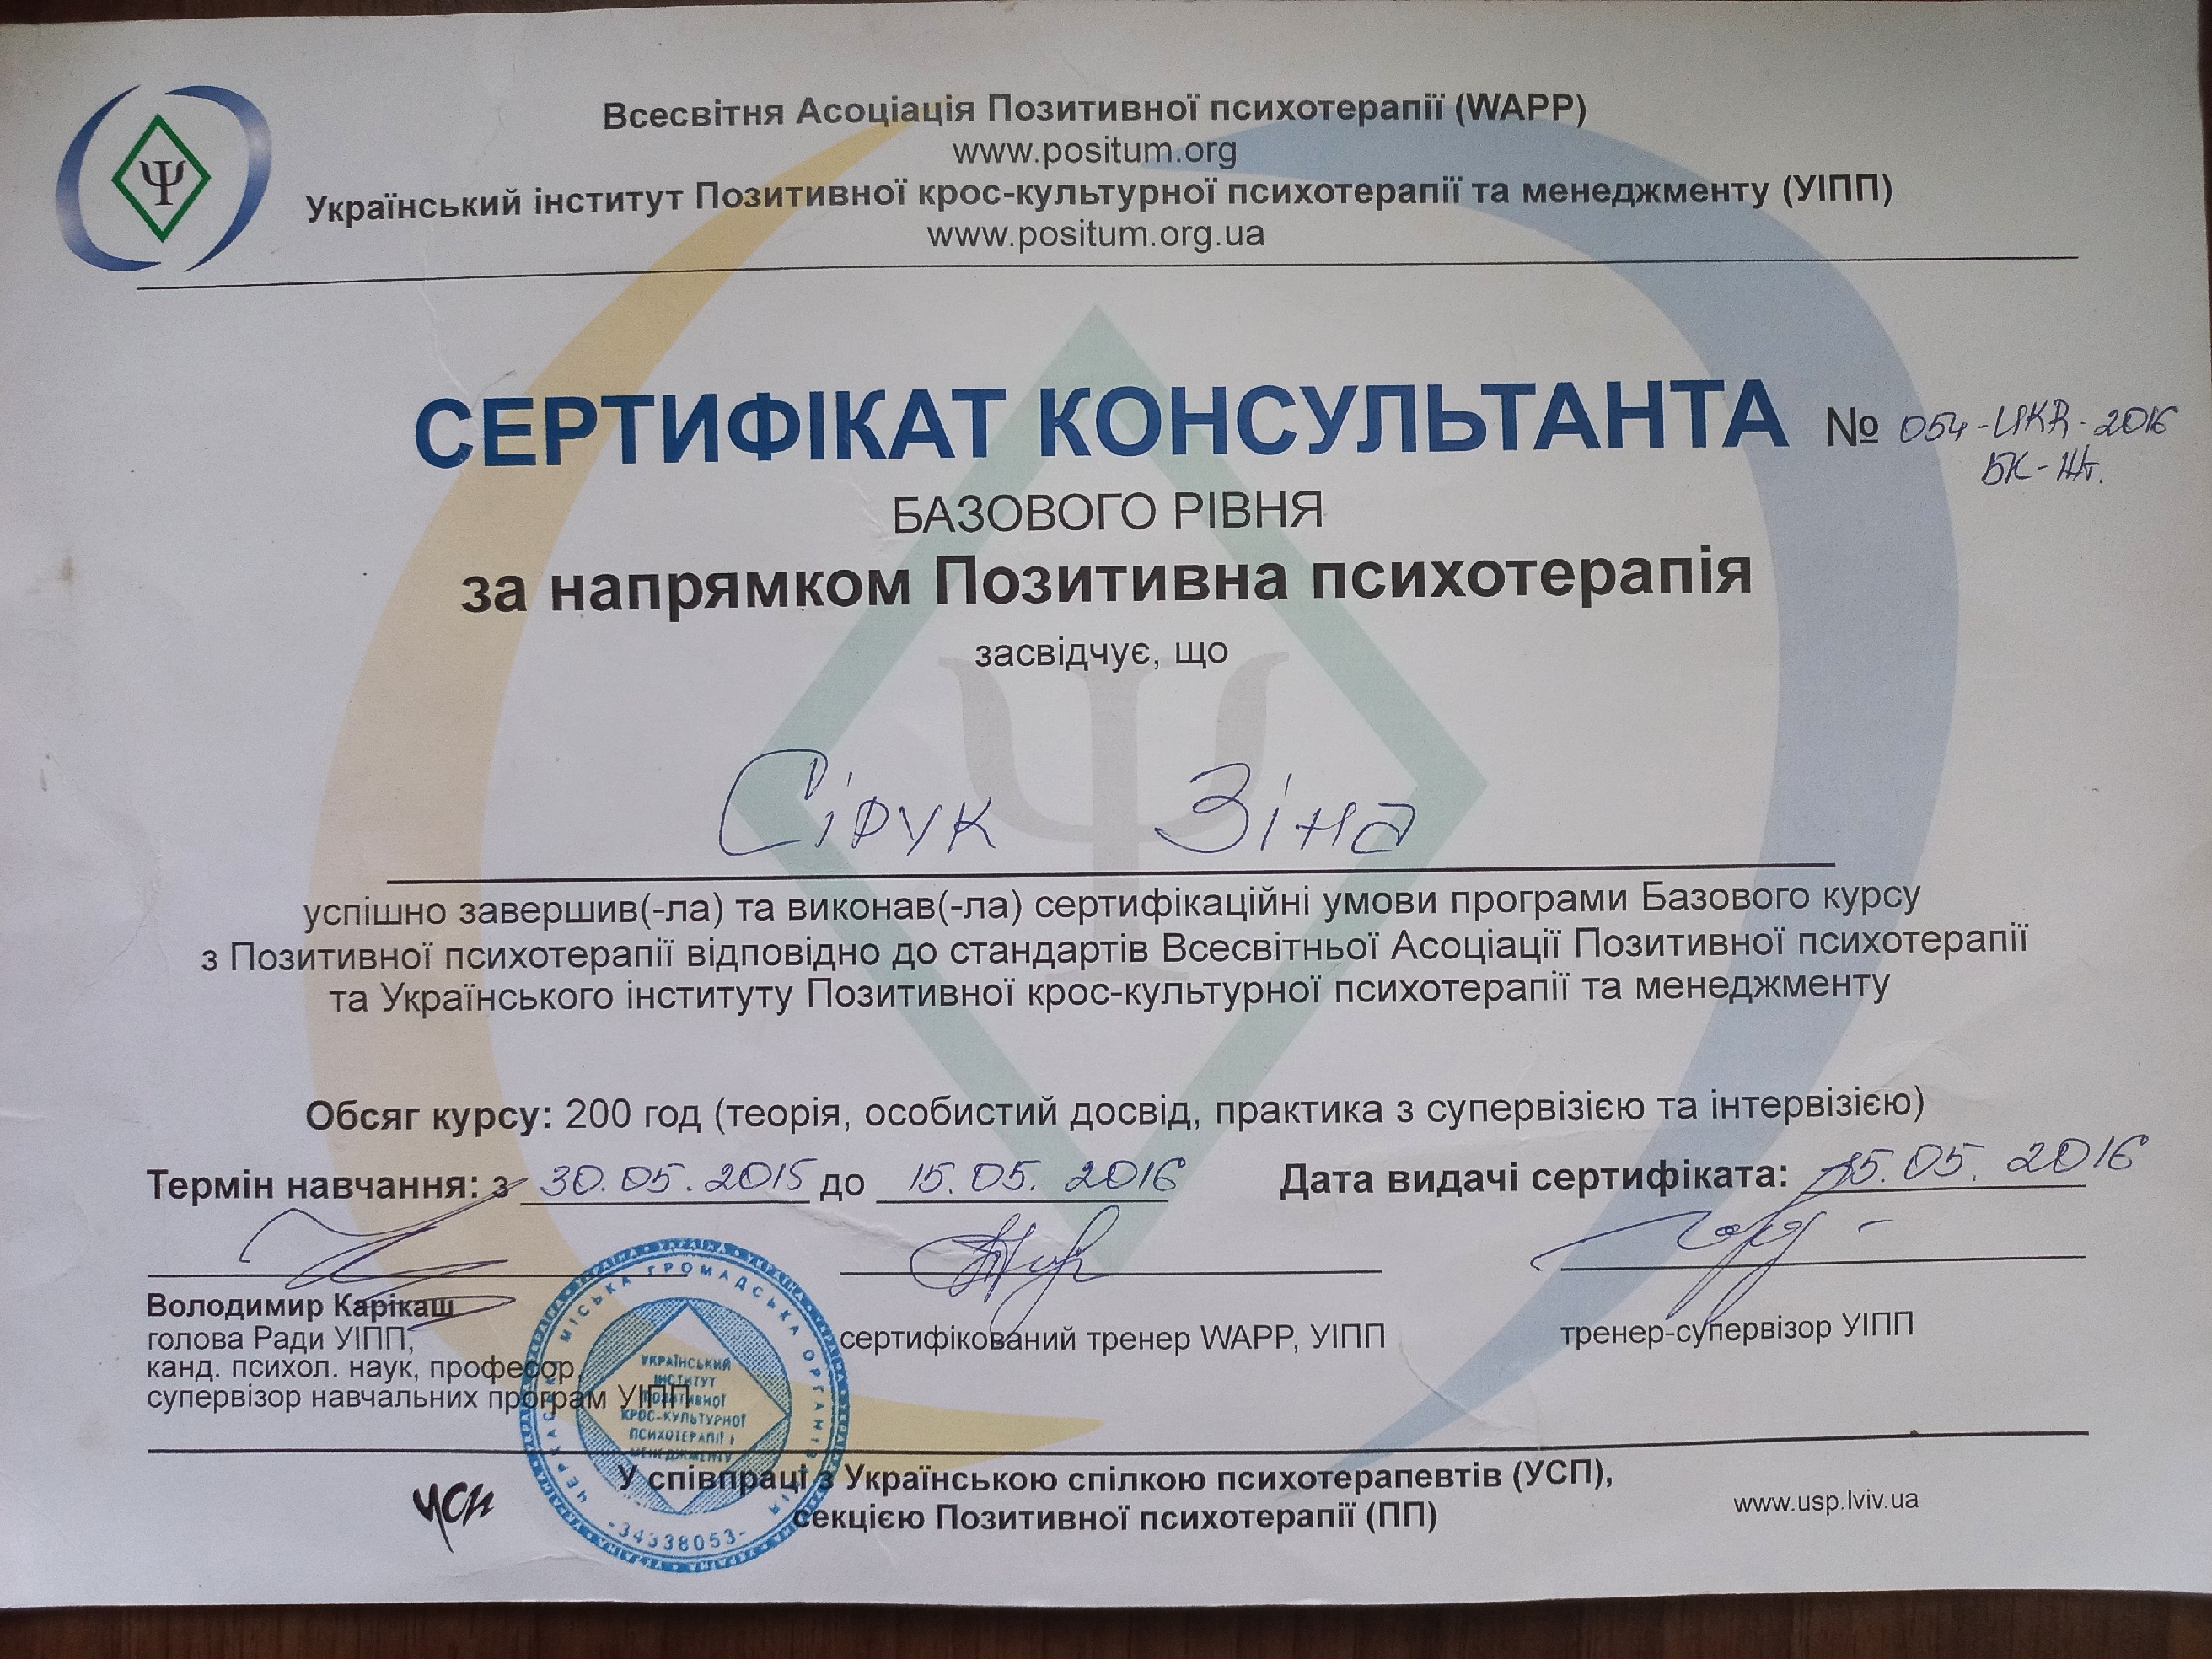 Ψ
Всесвітня Асоціація Позитивної психотерапії (WAPP)
www.positum.org
Український інститут Позитивної крос-культурної психотерапії та менеджменту (УІПП)
www.positum.org.ua
СЕРТИФІКАТ КОНСУЛЬТАНТА № 054-UKR-2016
БК-
БАЗОВОГО РІВНЯ
за напрямком Позитивна психотерапія
засвідчує, що
Сірук Зіна
успішно завершив(-ла) та виконав(-ла) сертифікаційні умови програми Базового курсу
з Позитивної психотерапії відповідно до стандартів Всесвітньої Асоціації Позитивної психотерапії
та Українського інституту Позитивної крос-культурної психотерапії та менеджменту
Обсяг курсу: 200 год (теорія, особистий досвід, практика з супервізією та інтервізією)
Термін навчання: з 30.05.2015 до 15.05.2016 Дата видачі сертифіката: 15.05.2016
Володимир Карікаш
голова Ради УІПП,
канд. психол. наук, професор,
супервізор навчальних програм УІПП
сертифікований тренер WAPP, УІПП
тренер-супервізор УІПП
ЧЕРКАСЬКА МІСЬКА ГРОМАДСЬКА ОРГАНІЗАЦІЯ
УКРАЇНСЬКИЙ
ІНСТИТУТ
ПОЗИТИВНОЇ
КРОС-КУЛЬТУРНОЇ
ПСИХОТЕРАПІЇ І
МЕНЕДЖМЕНТУ
-34338053-
УСП
У співпраці з Українською спілкою психотерапевтів (УСП),
секцією Позитивної психотерапії (ПП)
www.usp.lviv.ua